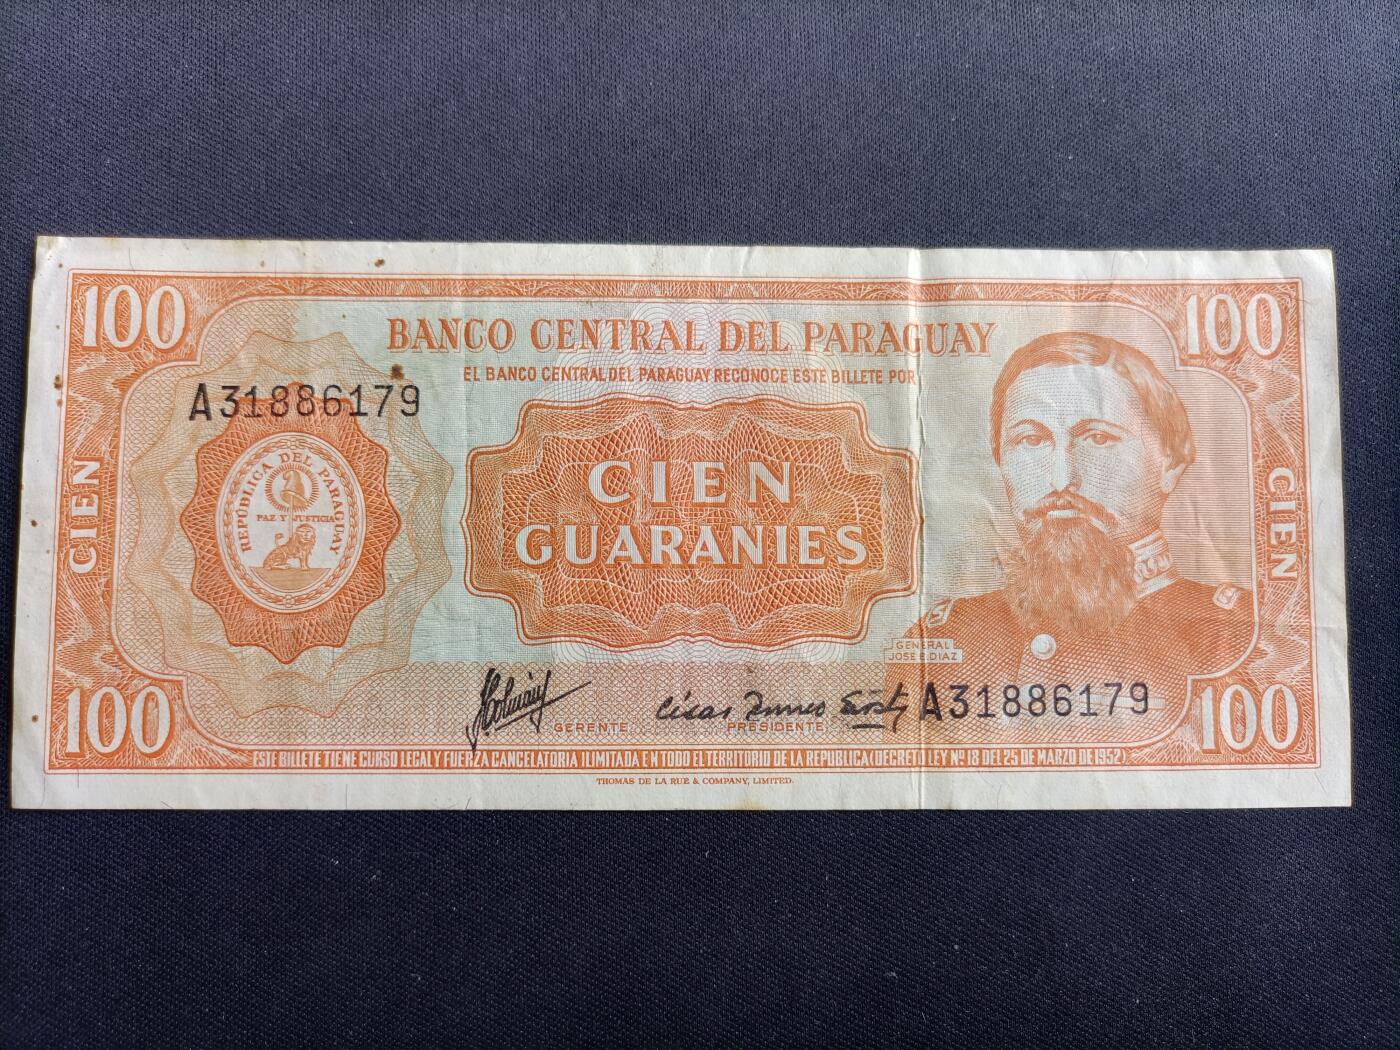 100
100
BANCO CENTRAL DEL PARAGUAY
EL BANCO CENTRAL DEL PARAGUAY RECONOCE ESTE BILLETE POR
A31886179
REPÚBLICA DEL PARAGUAY
PAZ Y JUSTICIA
CIEN
CIEN
GUARANIES
CIEN
GENERAL
JOSE E. DIAZ
GERENTE
PRESIDENTE
A31886179
100
100
ESTE BILLETE TIENE CURSO LEGAL Y FUERZA CANCELATORIA ILIMITADA EN TODO EL TERRITORIO DE LA REPUBLICA (DECRETO LEY Nº 18 DEL 25 DE MARZO DE 1952)
THOMAS DE LA RUE & COMPANY, LIMITED.